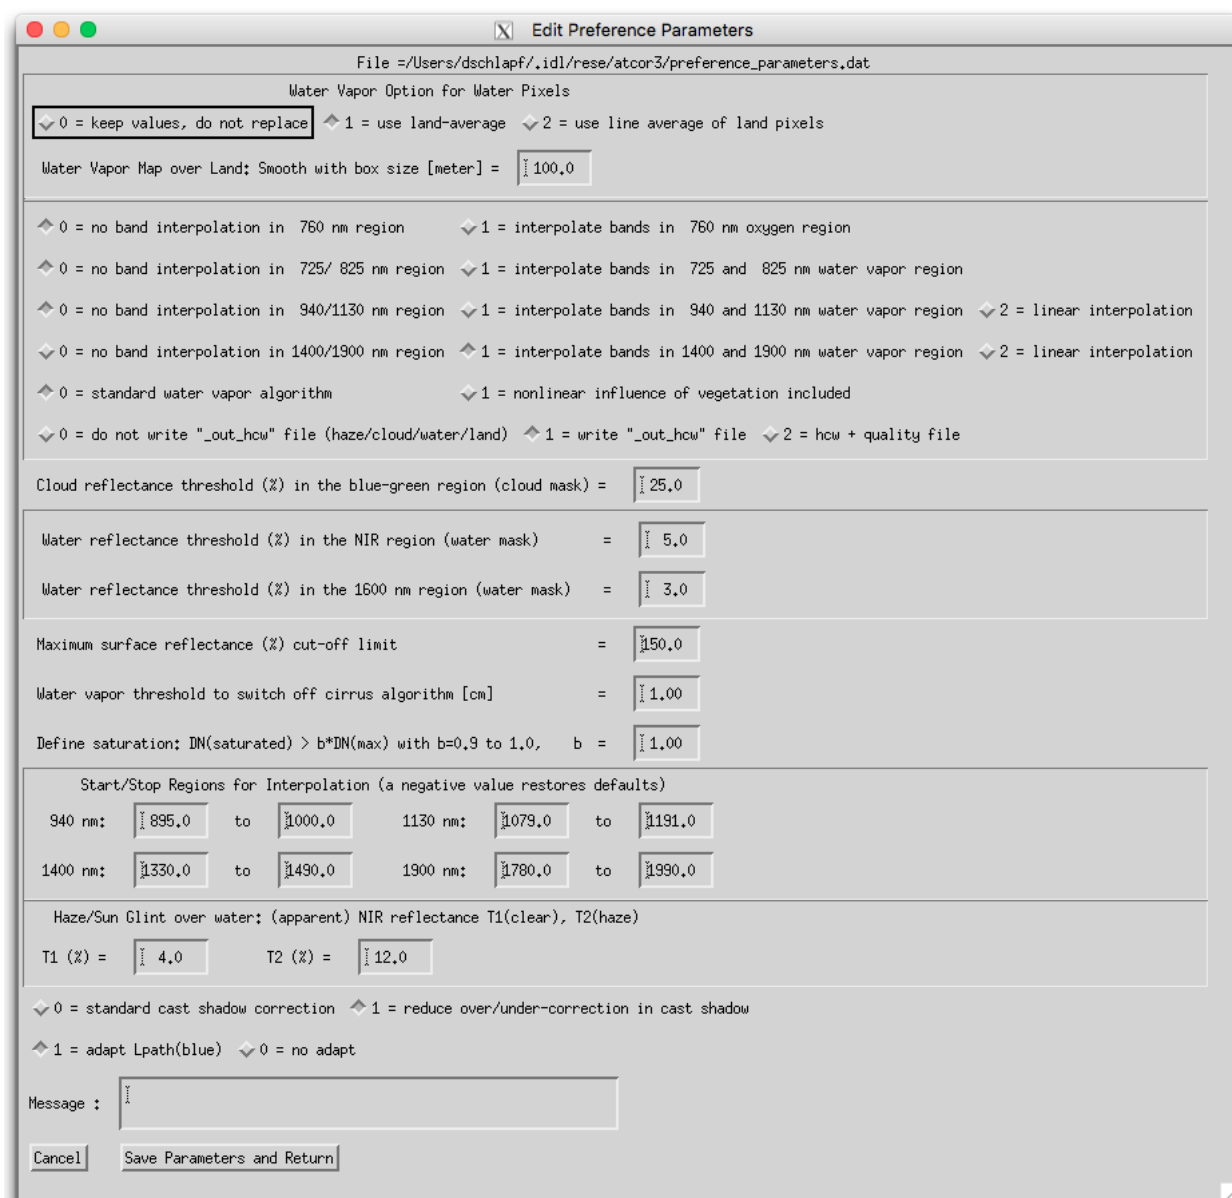 X Edit Preference Parameters
File =/Users/dschlapf/.idl/rese/atcor3/preference_parameters.dat
Water Vapor Option for Water Pixels
0 = keep values, do not replace 1 = use land-average 2 = use line average of land pixels
Water Vapor Map over Land: Smooth with box size [meter] = 100.0
0 = no band interpolation in 760 nm region 1 = interpolate bands in 760 nm oxygen region
0 = no band interpolation in 725/ 825 nm region 1 = interpolate bands in 725 and 825 nm water vapor region
0 = no band interpolation in 940/1130 nm region 1 = interpolate bands in 940 and 1130 nm water vapor region 2 = linear interpolation
0 = no band interpolation in 1400/1900 nm region 1 = interpolate bands in 1400 and 1900 nm water vapor region 2 = linear interpolation
0 = standard water vapor algorithm 1 = nonlinear influence of vegetation included
0 = do not write "_out_hcw" file (haze/cloud/water/land) 1 = write "_out_hcw" file 2 = hcw + quality file
Cloud reflectance threshold (%) in the blue-green region (cloud mask) = 25.0
Water reflectance threshold (%) in the NIR region (water mask) = 5.0
Water reflectance threshold (%) in the 1600 nm region (water mask) = 3.0
Maximum surface reflectance (%) cut-off limit = 150.0
Water vapor threshold to switch off cirrus algorithm [cm] = 1.00
Define saturation: DN(saturated) > b*DN(max) with b=0.9 to 1.0, b = 1.00
Start/Stop Regions for Interpolation (a negative value restores defaults)
940 nm: 895.0 to 1000.0 1130 nm: 1079.0 to 1191.0
1400 nm: 1330.0 to 1490.0 1900 nm: 1780.0 to 1990.0
Haze/Sun Glint over water: (apparent) NIR reflectance T1(clear), T2(haze)
T1 (%) = 4.0 T2 (%) = 12.0
0 = standard cast shadow correction 1 = reduce over/under-correction in cast shadow
1 = adapt Lpath(blue) 0 = no adapt
Message :
Cancel Save Parameters and Return